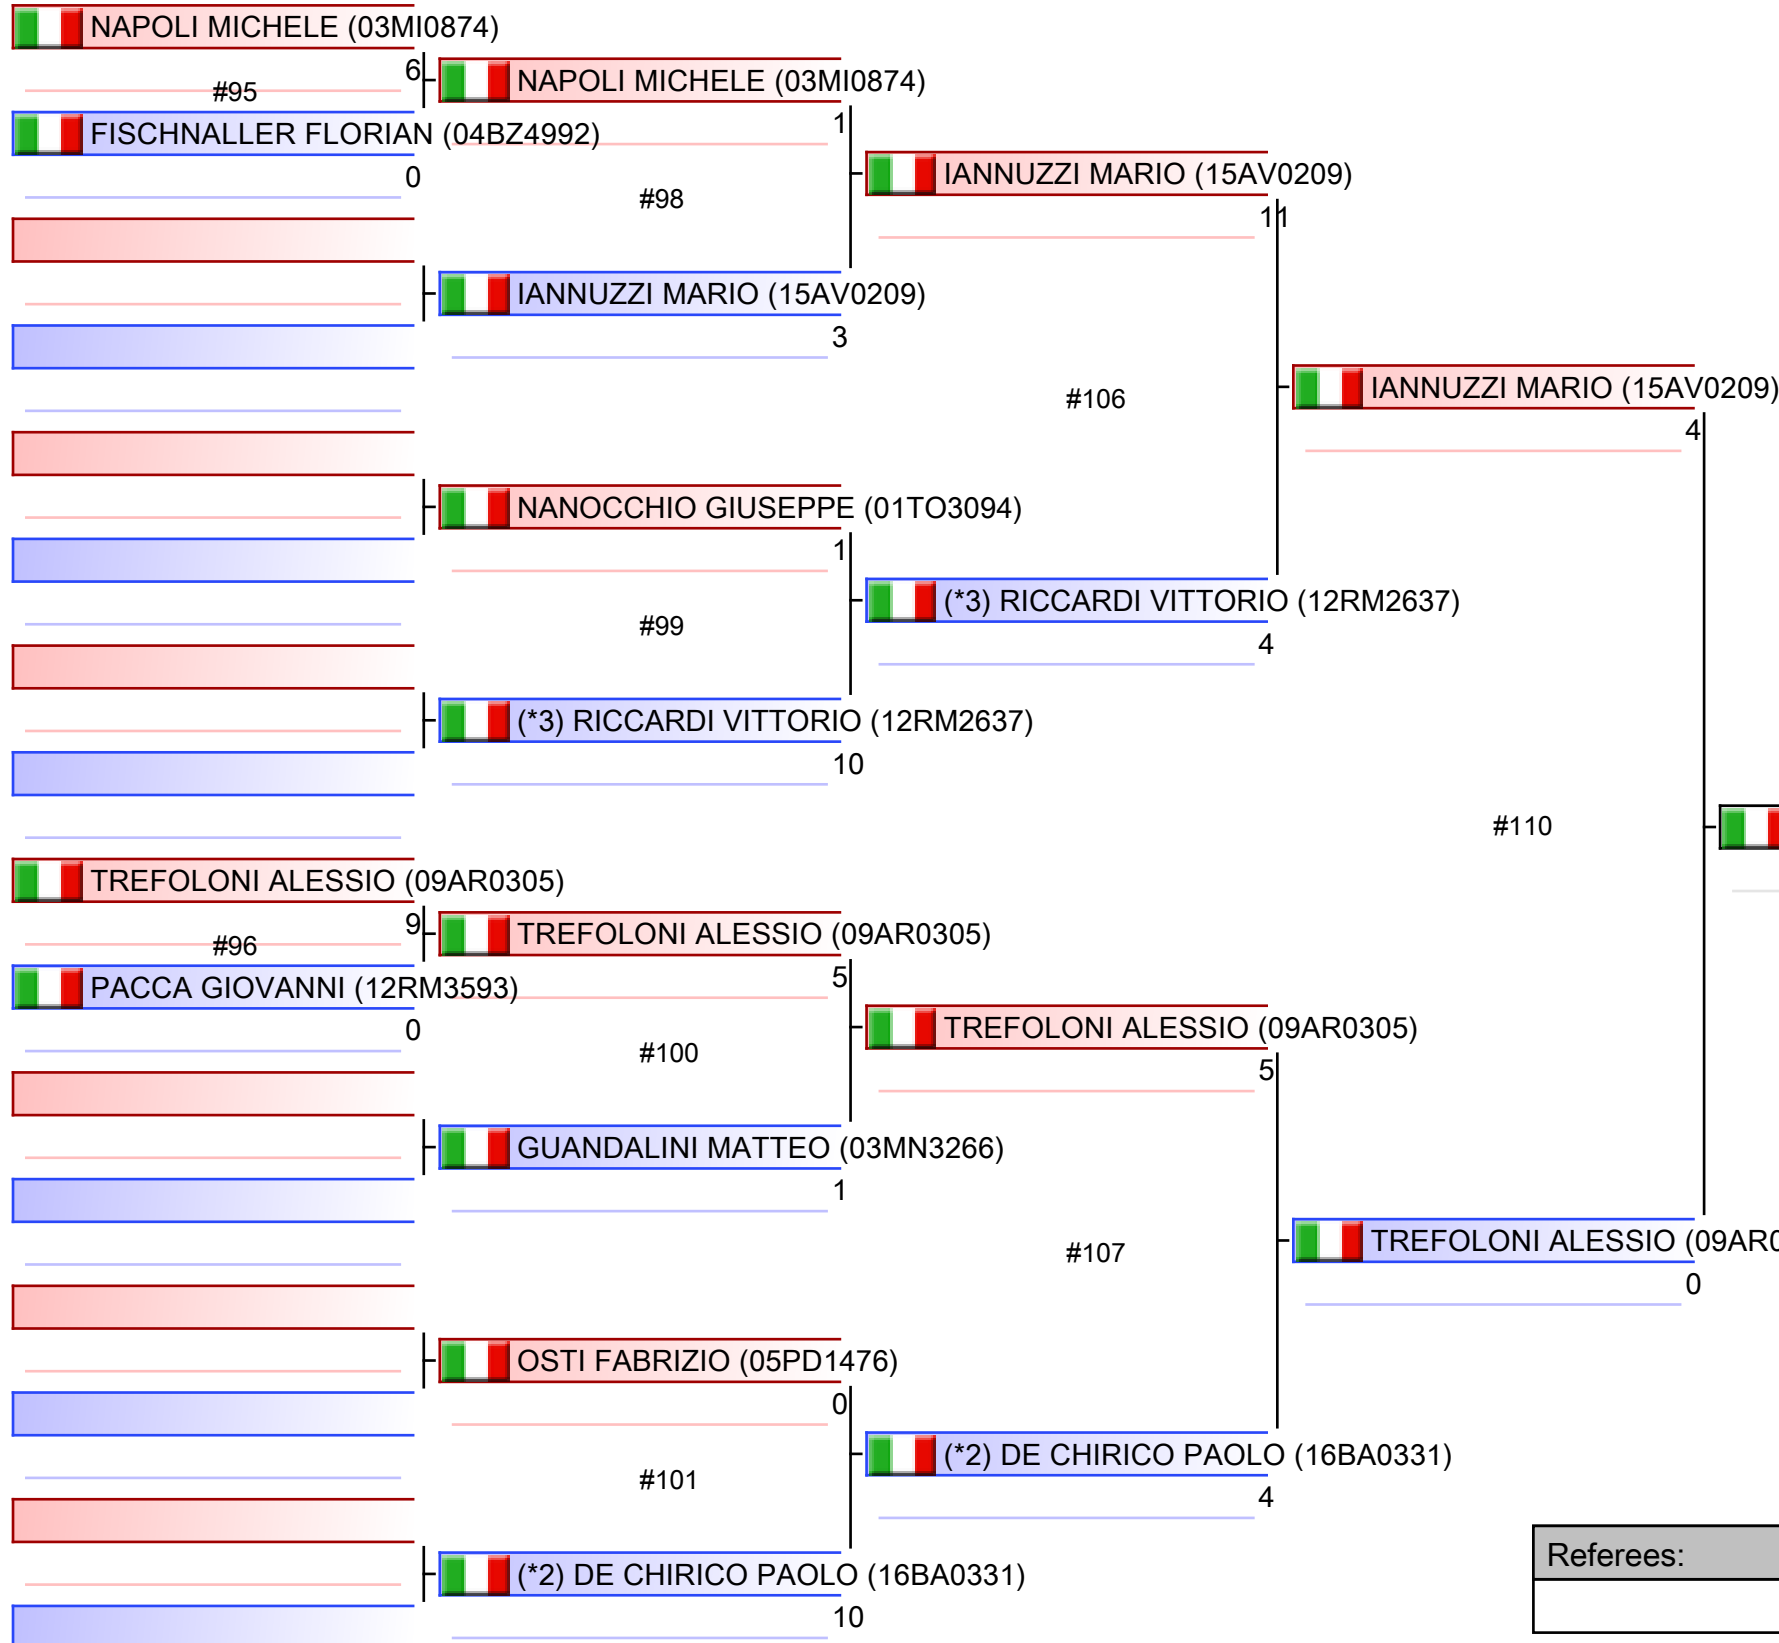 NAPOLI MICHELE (03MI0874)
6
#95
FISCHNALLER FLORIAN (04BZ4992)
0
NAPOLI MICHELE (03MI0874)
1
#98
IANNUZZI MARIO (15AV0209)
3
NANOCCHIO GIUSEPPE (01TO3094)
1
#99
(*3) RICCARDI VITTORIO (12RM2637)
10
TREFOLONI ALESSIO (09AR0305)
9
#96
PACCA GIOVANNI (12RM3593)
0
TREFOLONI ALESSIO (09AR0305)
5
#100
GUANDALINI MATTEO (03MN3266)
1
OSTI FABRIZIO (05PD1476)
0
#101
(*2) DE CHIRICO PAOLO (16BA0331)
10
IANNUZZI MARIO (15AV0209)
11
#106
(*3) RICCARDI VITTORIO (12RM2637)
4
TREFOLONI ALESSIO (09AR0305)
5
#107
(*2) DE CHIRICO PAOLO (16BA0331)
4
IANNUZZI MARIO (15AV0209)
4
#110
TREFOLONI ALESSIO (09AR0
0
Referees: